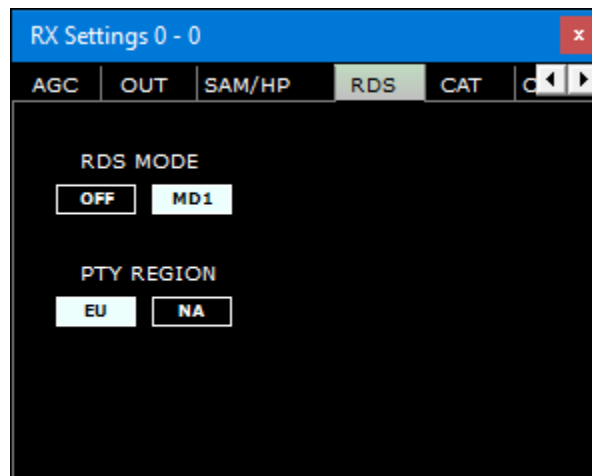 RX Settings 0 - 0
x
AGC OUT SAM/HP RDS CAT
RDS MODE
OFF MD1
PTY REGION
EU NA